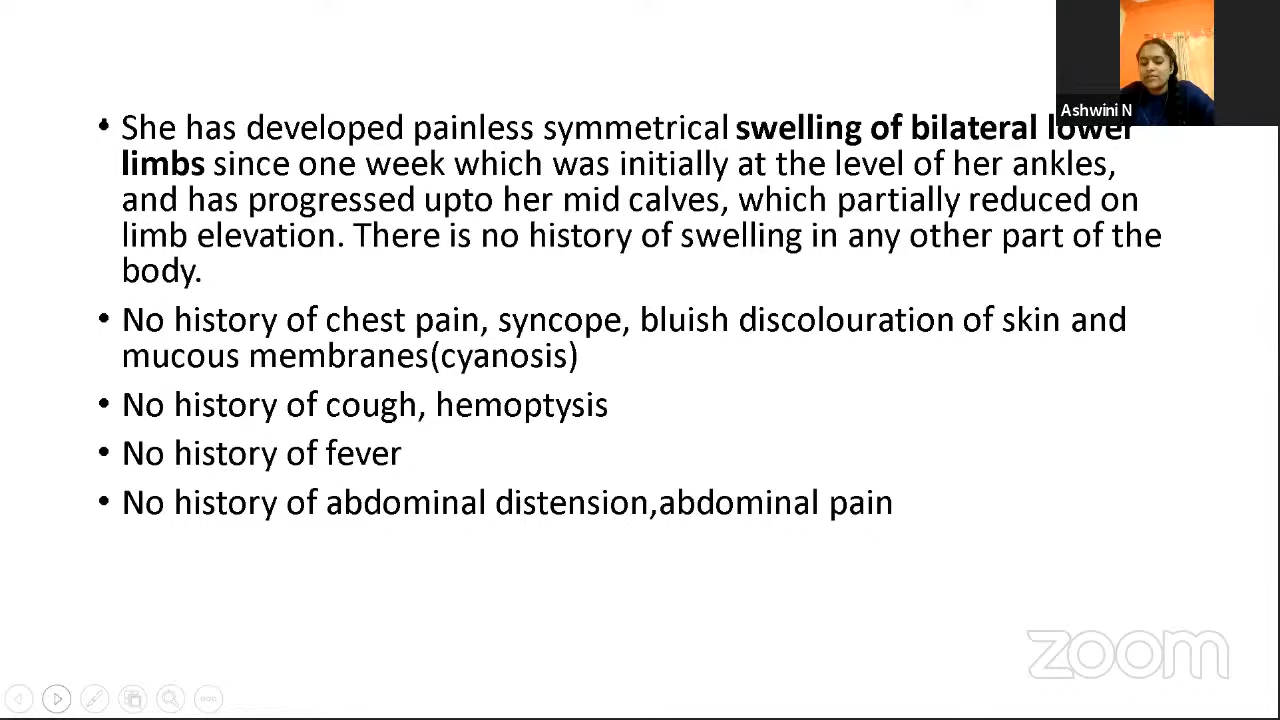 Ashwini N
• She has developed painless symmetrical swelling of bilateral lower
limbs since one week which was initially at the level of her ankles,
and has progressed upto her mid calves, which partially reduced on
limb elevation. There is no history of swelling in any other part of the
body.
• No history of chest pain, syncope, bluish discolouration of skin and
mucous membranes(cyanosis)
• No history of cough, hemoptysis
• No history of fever
• No history of abdominal distension,abdominal pain
zoom